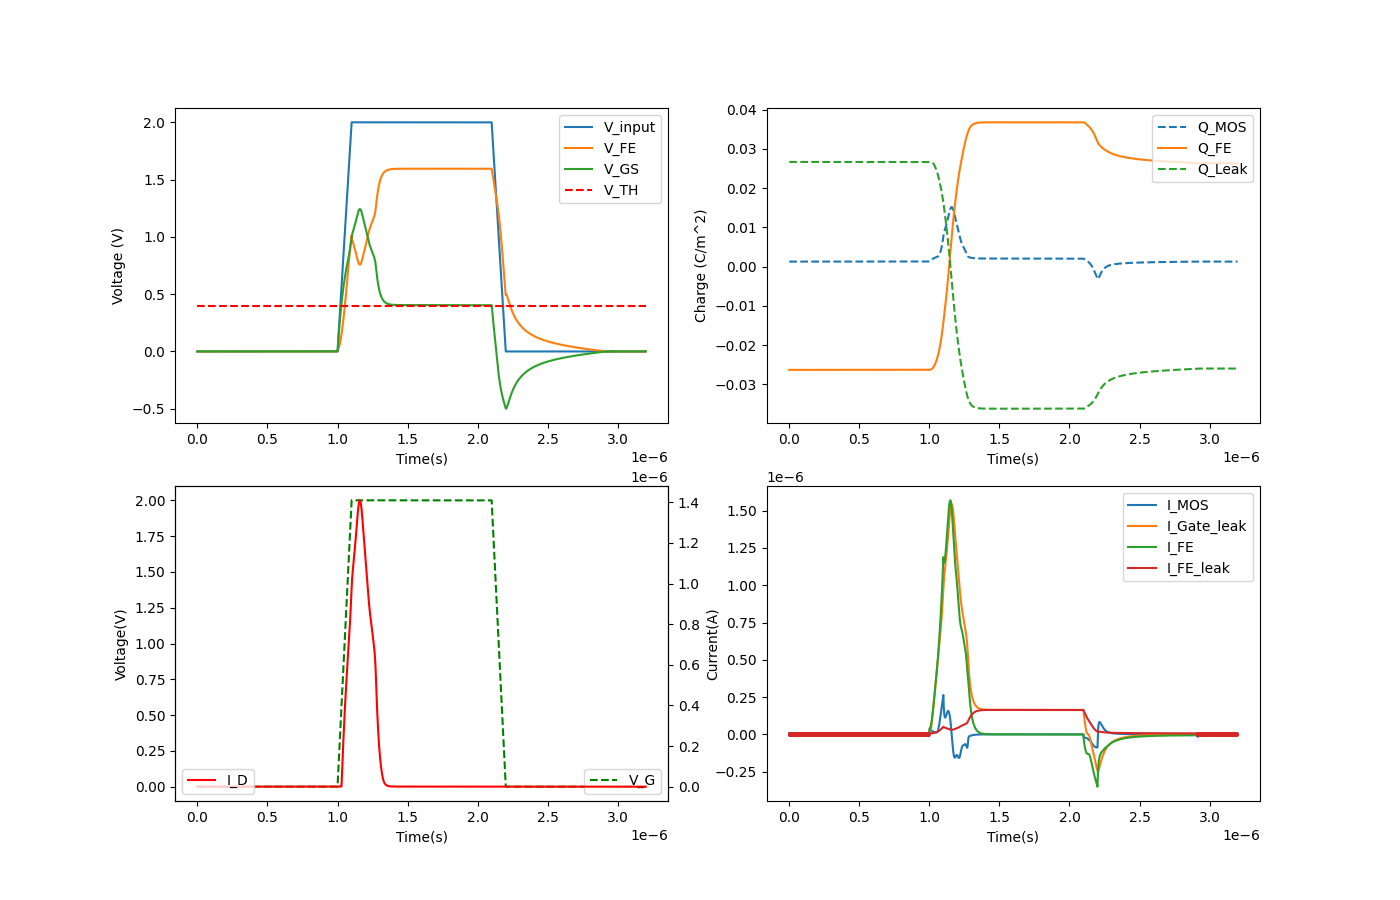 2.0
1.5
1.0
0.5
0.0
−0.5
Voltage (V)
V_input
V_FE
V_GS
V_TH
0.0 0.5 1.0 1.5 2.0 2.5 3.0
Time(s)
1e−6
0.04
0.03
0.02
0.01
0.00
−0.01
−0.02
−0.03
Charge (C/m^2)
Q_MOS
Q_FE
Q_Leak
0.0 0.5 1.0 1.5 2.0 2.5 3.0
Time(s)
1e−6
1e−6
2.00
1.75
1.50
1.25
1.00
0.75
0.50
0.25
0.00
Voltage(V)
I_D
V_G
1.4
1.2
1.0
0.8
0.6
0.4
0.2
0.0
0.0 0.5 1.0 1.5 2.0 2.5 3.0
Time(s)
1e−6
1e−6
1.50
1.25
1.00
0.75
0.50
0.25
0.00
−0.25
Current(A)
I_MOS
I_Gate_leak
I_FE
I_FE_leak
0.0 0.5 1.0 1.5 2.0 2.5 3.0
Time(s)
1e−6